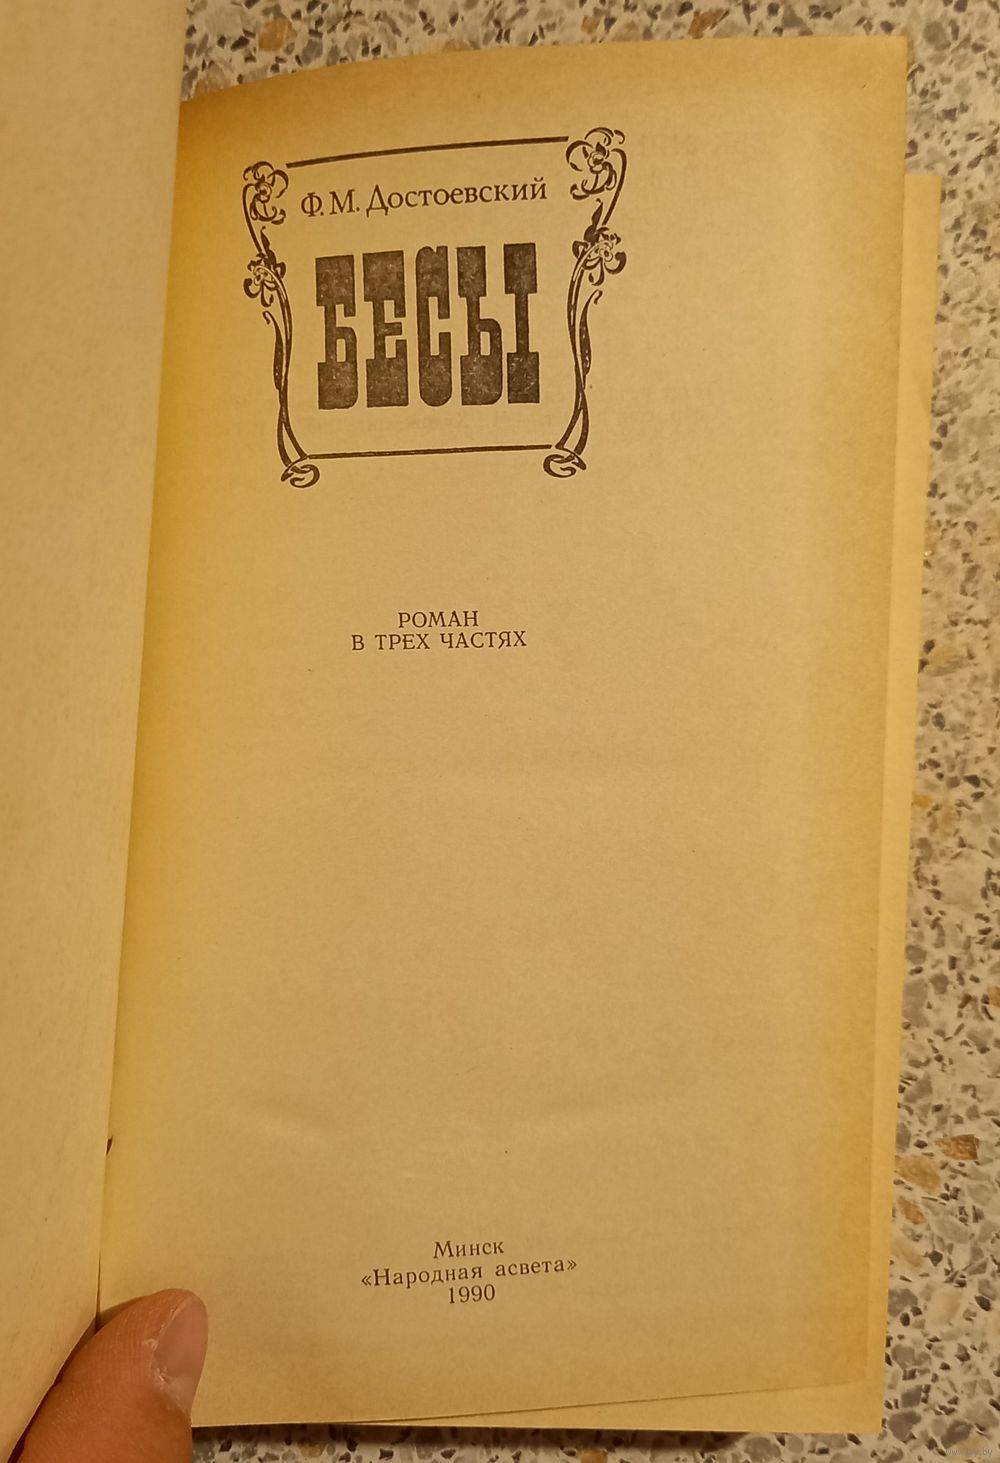 Ф. М. Достоевский
БЕСЫ
РОМАН
В ТРЕХ ЧАСТЯХ
Минск
«Народная асвета»
1990